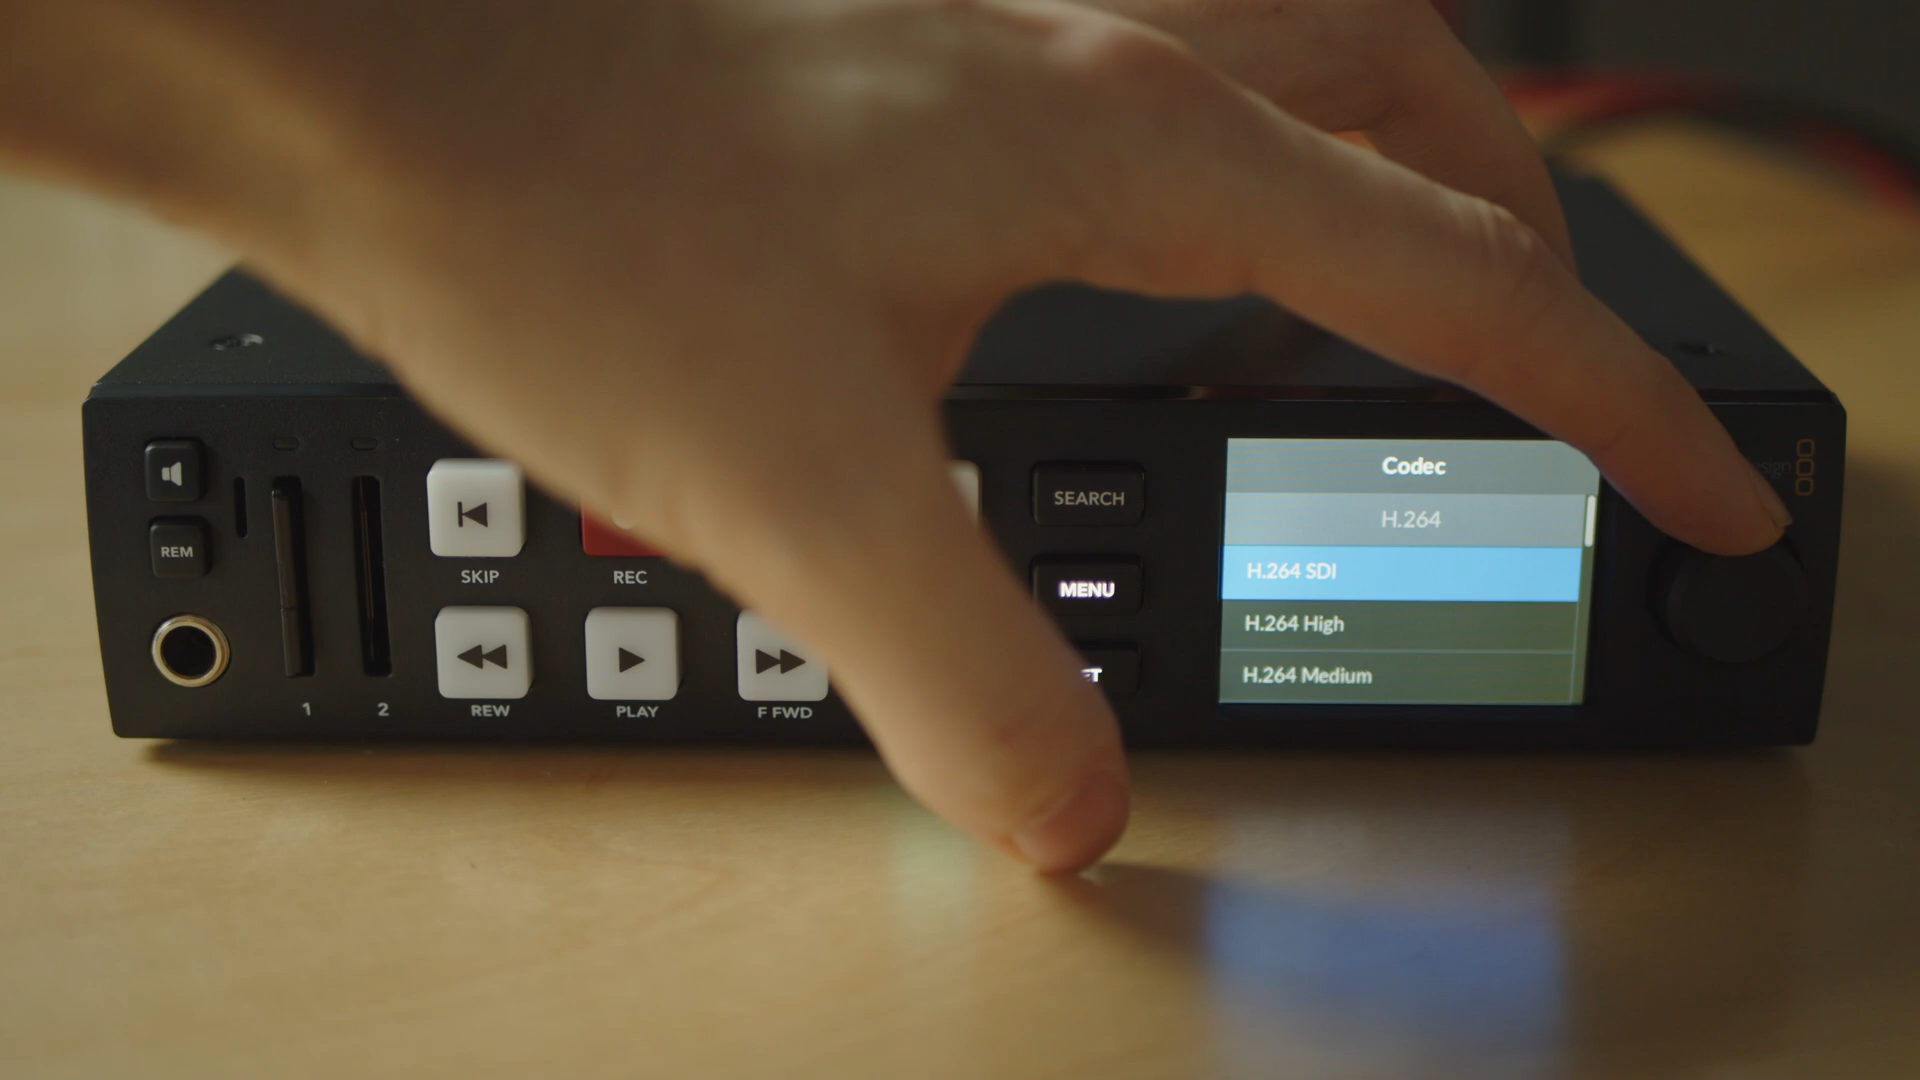 REM
1
2
SKIP
REC
REW
PLAY
F FWD
SEARCH
MENU
Codec
H.264
H.264 SDI
H.264 High
H.264 Medium